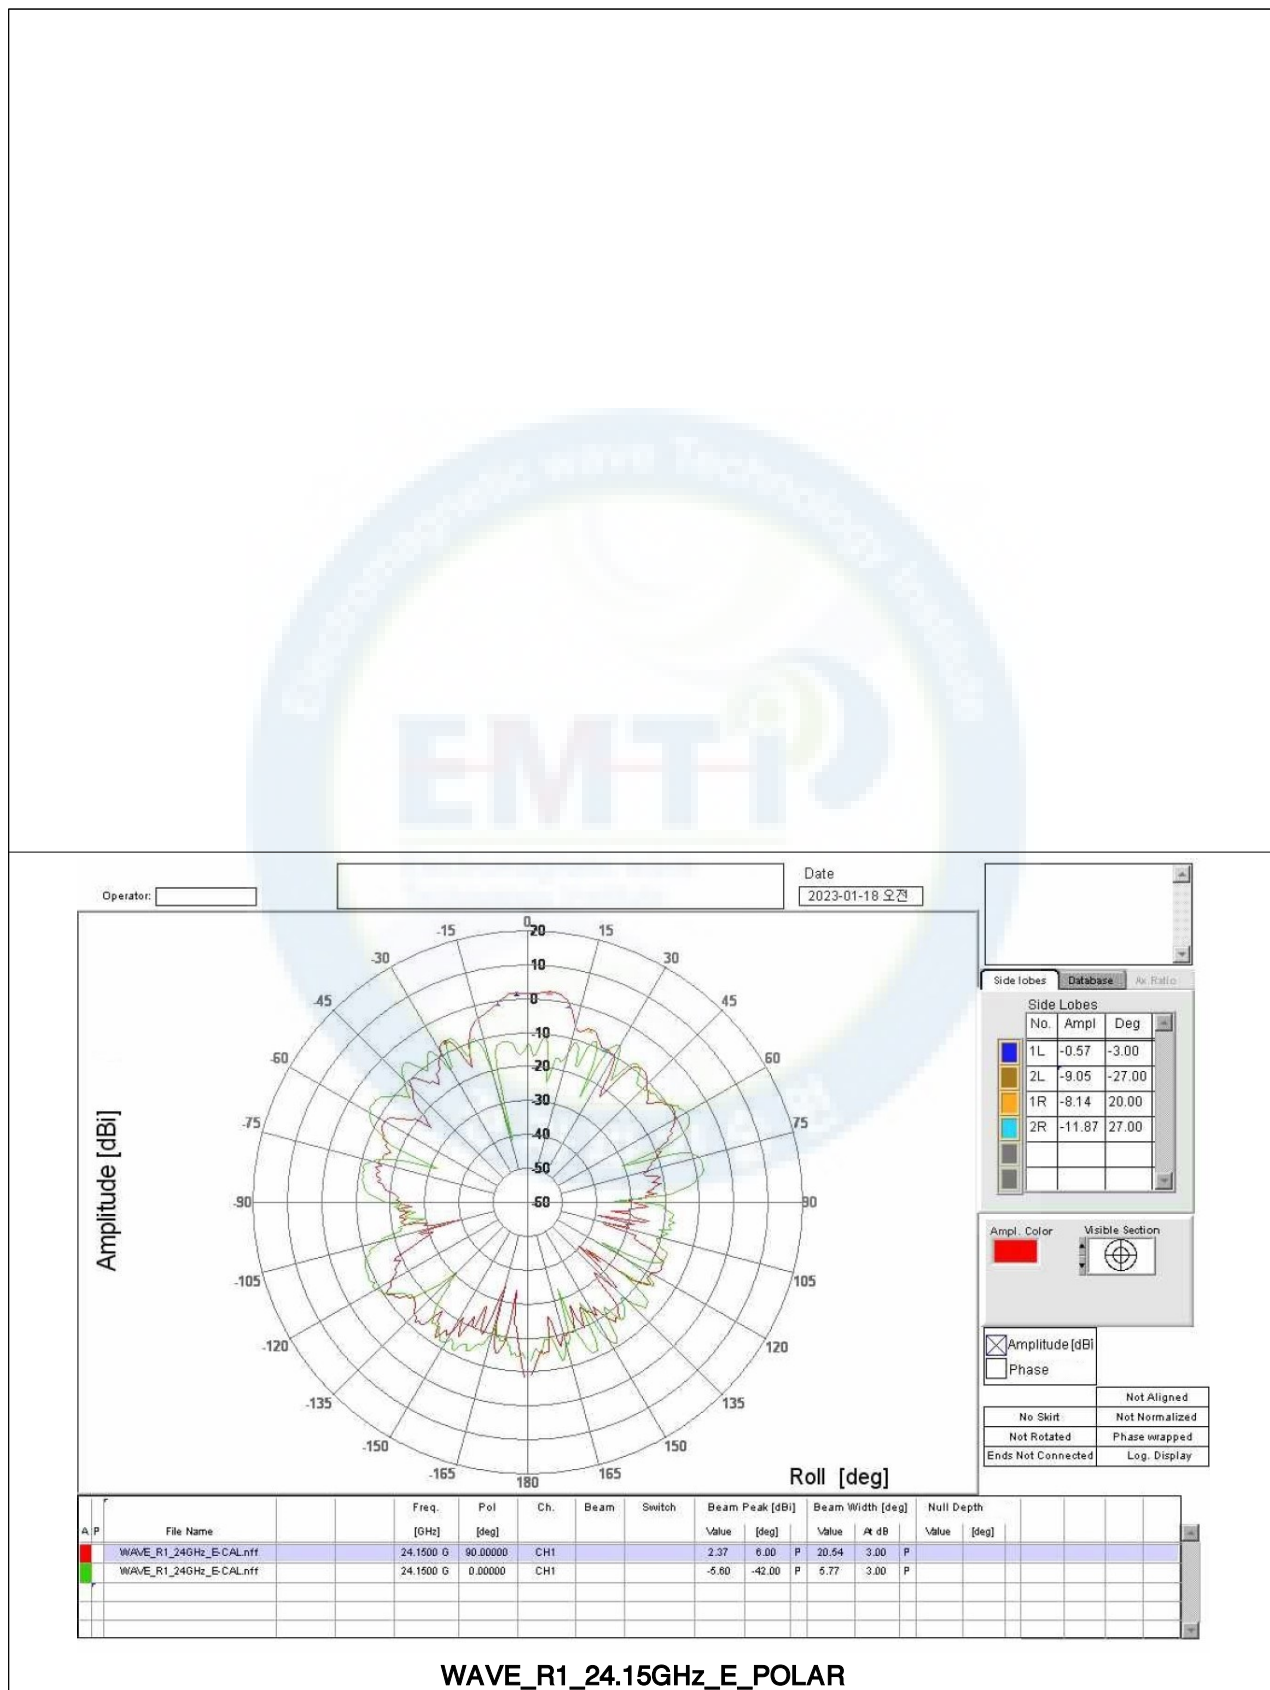 Electromagnetic wave Technology Institute
EMTi
Operator:
Date
2023-01-18 오전
Amplitude [dBi]
0
-15 15
-30 30
-45 45
-60 60
-75 75
-90 90
-105 105
-120 120
-135 135
-150 150
-165 165
180
20
10
0
-10
-20
-30
-40
-50
-60
Roll [deg]
Side lobes Database Ax.Ratio
Side Lobes
No. Ampl Deg
1L -0.57 -3.00
2L -9.05 -27.00
1R -8.14 20.00
2R -11.87 27.00
Ampl. Color Visible Section
Amplitude [dBi
Phase
Not Aligned
No Skirt Not Normalized
Not Rotated Phase wrapped
Ends Not Connected Log. Display
Freq. Pol Ch. Beam Switch Beam Peak [dBi] Beam Width [deg] Null Depth
A P File Name [GHz] [deg] Value [deg] Value At dB Value [deg]
WAVE_R1_24GHz_E-CAL.nff 24.1500 G 90.00000 CH1 2.37 6.00 P 20.54 3.00 P
WAVE_R1_24GHz_E-CAL.nff 24.1500 G 0.00000 CH1 -5.60 -42.00 P 5.77 3.00 P
WAVE_R1_24.15GHz_E_POLAR